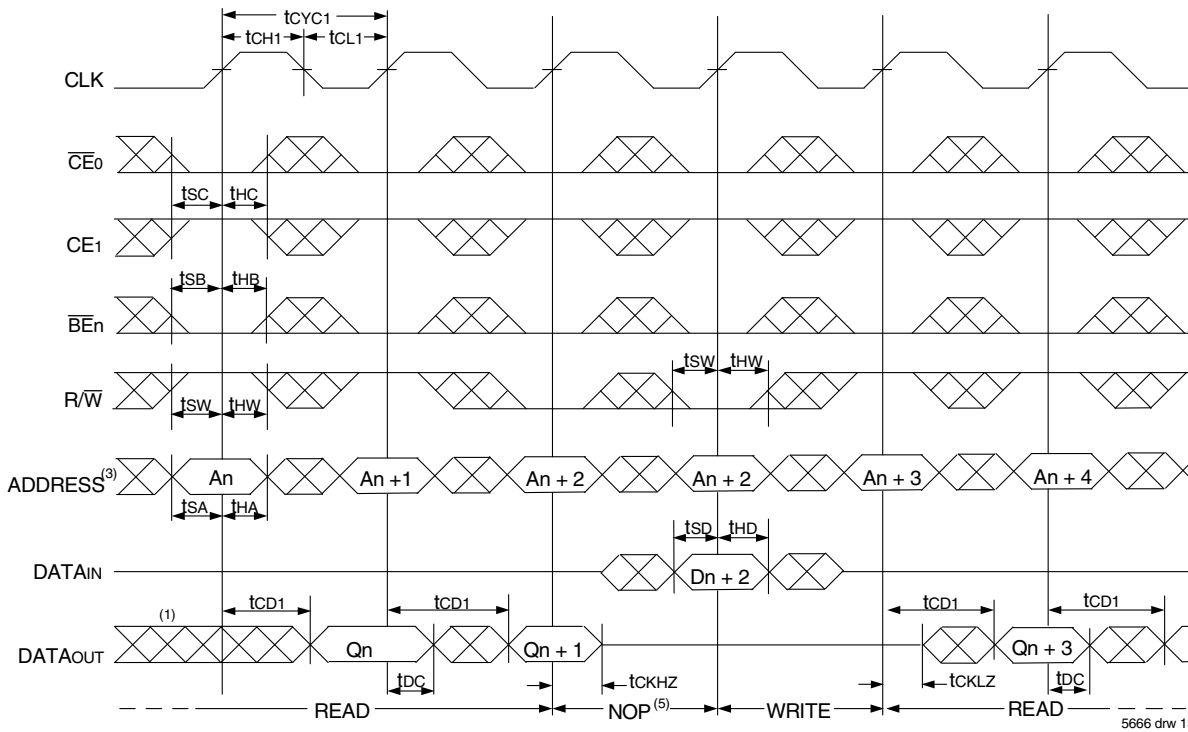 tCYC1
tCH1 tCL1
CLK
CE0
tSC tHC
CE1
tSB tHB
BEn
tSW tHW
R/W
tSW tHW
An An +1 An + 2 An + 2 An + 3 An + 4
ADDRESS(3)
tSA tHA
tSD tHD
DATAIN Dn + 2
(1) tCD1 tCD1 tCD1 tCD1
DATAOUT Qn Qn + 1 Qn + 3
tDC tCKHZ tCKLZ tDC
READ NOP(5) WRITE READ
5666 drw